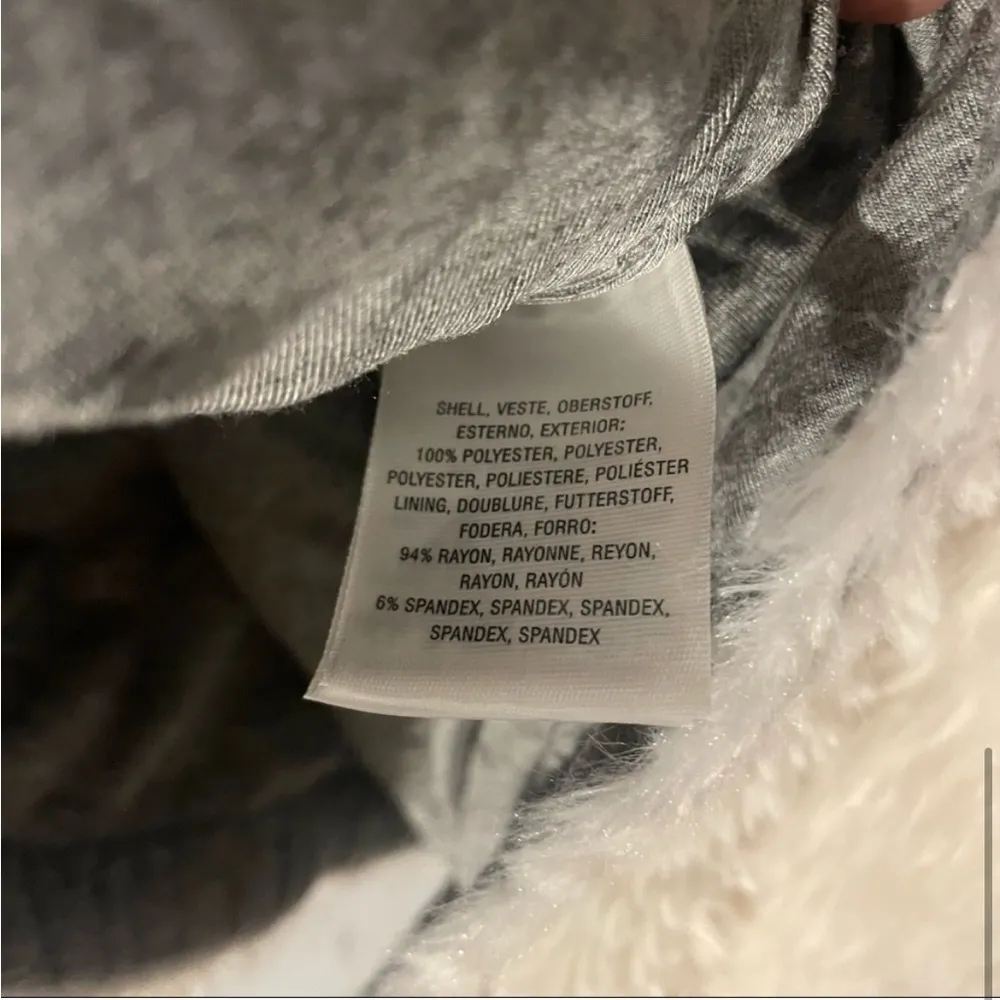 SHELL, VESTE, OBERSTOFF,
ESTERNO, EXTERIOR:
100% POLYESTER, POLYESTER,
POLYESTER, POLIESTERE, POLIÉSTER
LINING, DOUBLURE, FUTTERSTOFF,
FODERA, FORRO:
94% RAYON, RAYONNE, REYON,
RAYON, RAYÓN
6% SPANDEX, SPANDEX, SPANDEX,
SPANDEX, SPANDEX